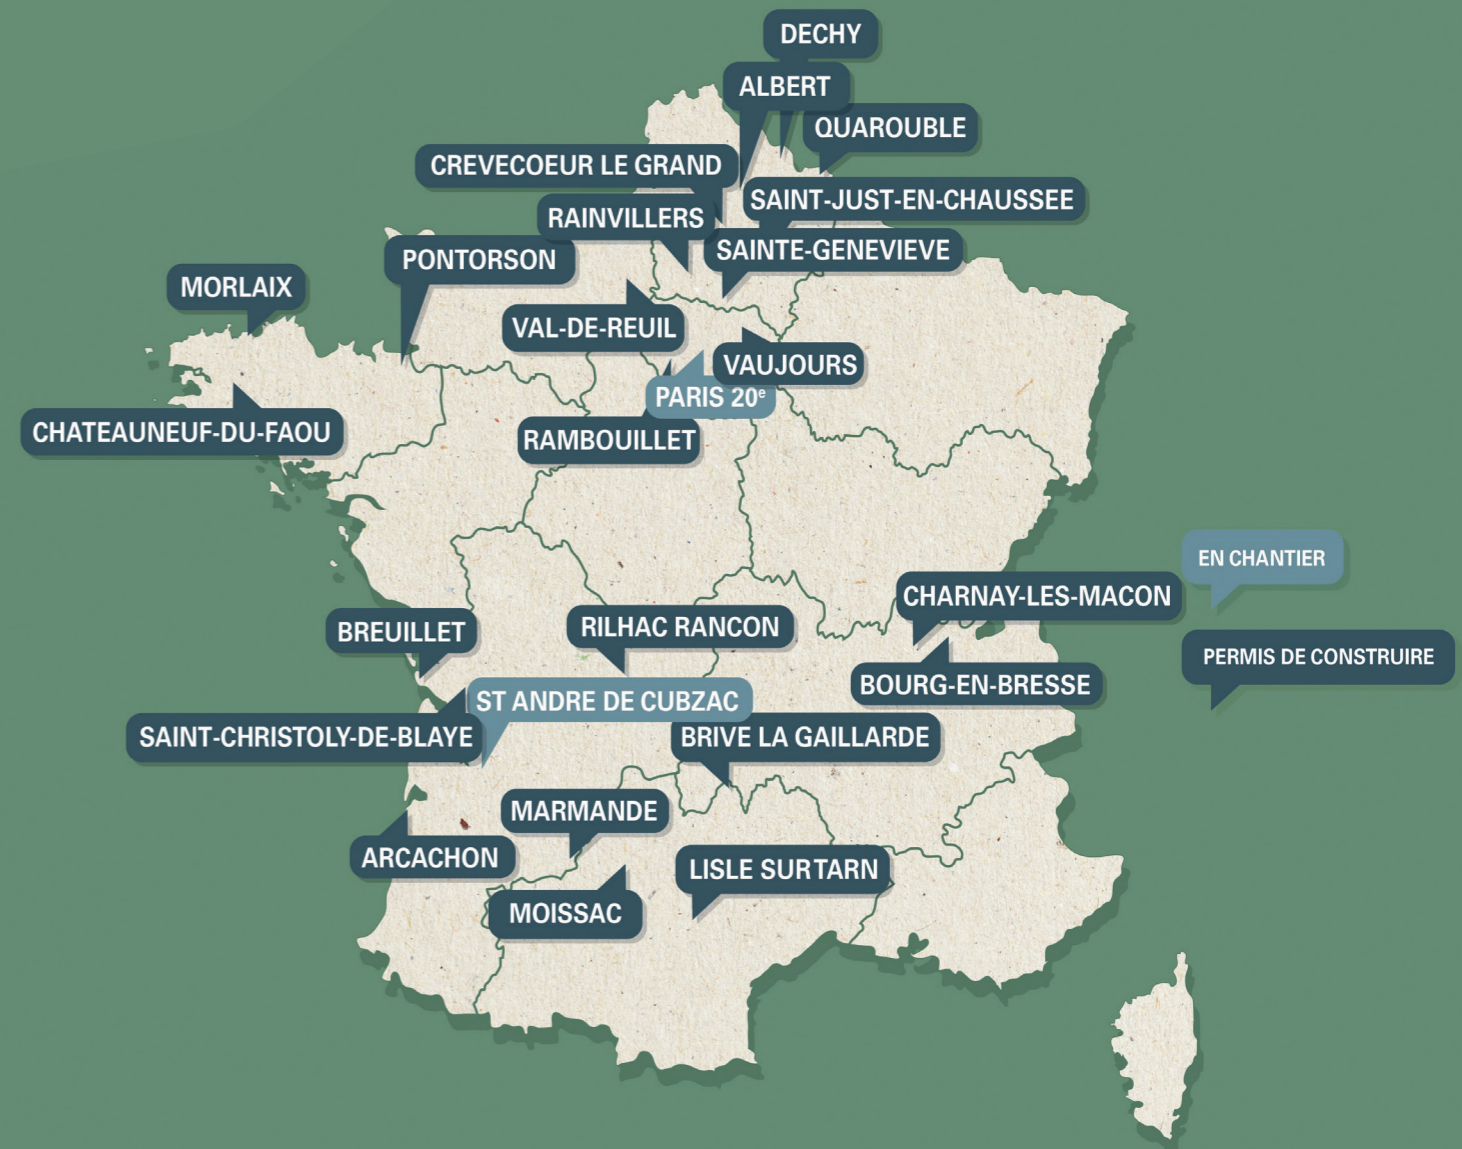 DECHY
ALBERT
QUAROUBLE
CREVECOEUR LE GRAND
SAINT-JUST-EN-CHAUSSEE
RAINVILLERS
SAINTE-GENEVIEVE
PONTORSON
MORLAIX
VAL-DE-REUIL
VAUJOURS
PARIS 20e
CHATEAUNEUF-DU-FAOU
RAMBOUILLET
EN CHANTIER
CHARNAY-LES-MACON
BREUILLET
RILHAC RANCON
PERMIS DE CONSTRUIRE
BOURG-EN-BRESSE
ST ANDRE DE CUBZAC
SAINT-CHRISTOLY-DE-BLAYE
BRIVE LA GAILLARDE
MARMANDE
ARCACHON
LISLE SUR TARN
MOISSAC